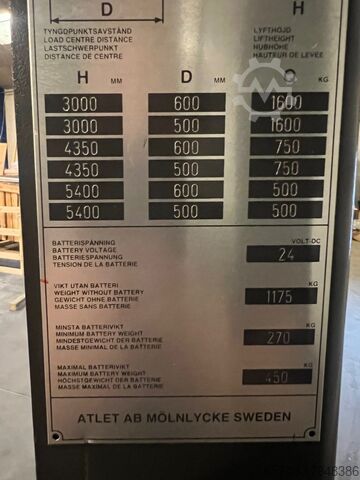 D
H
TYNGDPUNKTSAVSTÅND
LOAD CENTRE DISTANCE
LASTSCHWERPUNKT
DISTANCE DE CENTRE
LYFTHÖJD
LIFTHEIGHT
HUBHÖHE
HAUTEUR DE LEVEE
H MM D MM Q KG
3000 600 1600
3000 500 1600
4350 600 750
4350 500 750
5400 600 500
5400 500 500
BATTERISPÄNNING
BATTERY VOLTAGE
BATTERIESPANNUNG
TENSION DE LA BATTERIE
VOLT-DC
24
VIKT UTAN BATTERI
WEIGHT WITHOUT BATTERY
GEWICHT OHNE BATTERIE
MASSE SANS BATTERIE
KG
1175
MINSTA BATTERIVIKT
MINIMUM BATTERY WEIGHT
MINDESTGEWICHT DER BATTERIE
MASSE MINIMAL DE LA BATTERIE
KG
270
MAXIMAL BATTERIVIKT
MAXIMUM BATTERY WEIGHT
HÖCHSTGEWICHT DER BATTERIE
MASSE MAXIMAL DE LA BATTERIE
KG
450
ATLET AB MÖLNLYCKE SWEDEN